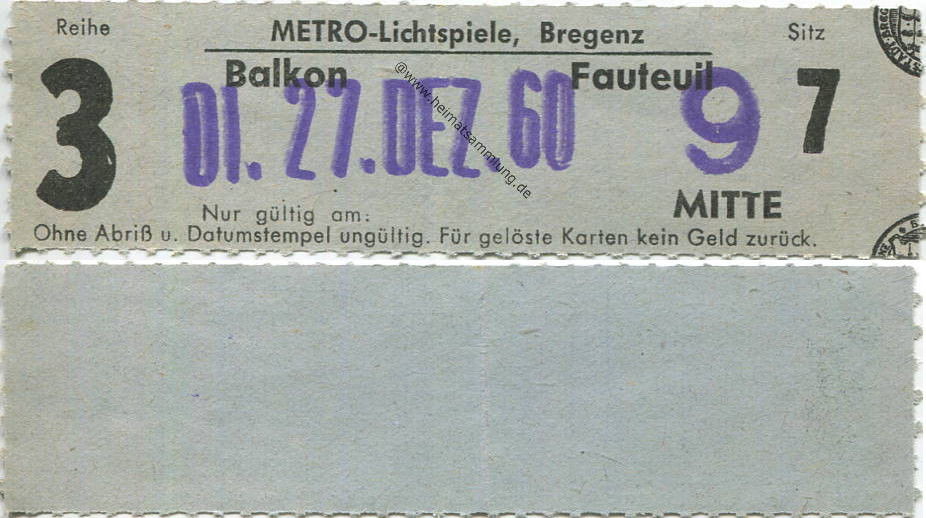 Reihe
METRO-Lichtspiele, Bregenz
Sitz
Balkon
Fauteuil
3
DI. 27. DEZ 60
9
7
MITTE
Nur gültig am:
Ohne Abriß u. Datumstempel ungültig. Für gelöste Karten kein Geld zurück.
@www.heimatsammlung.de